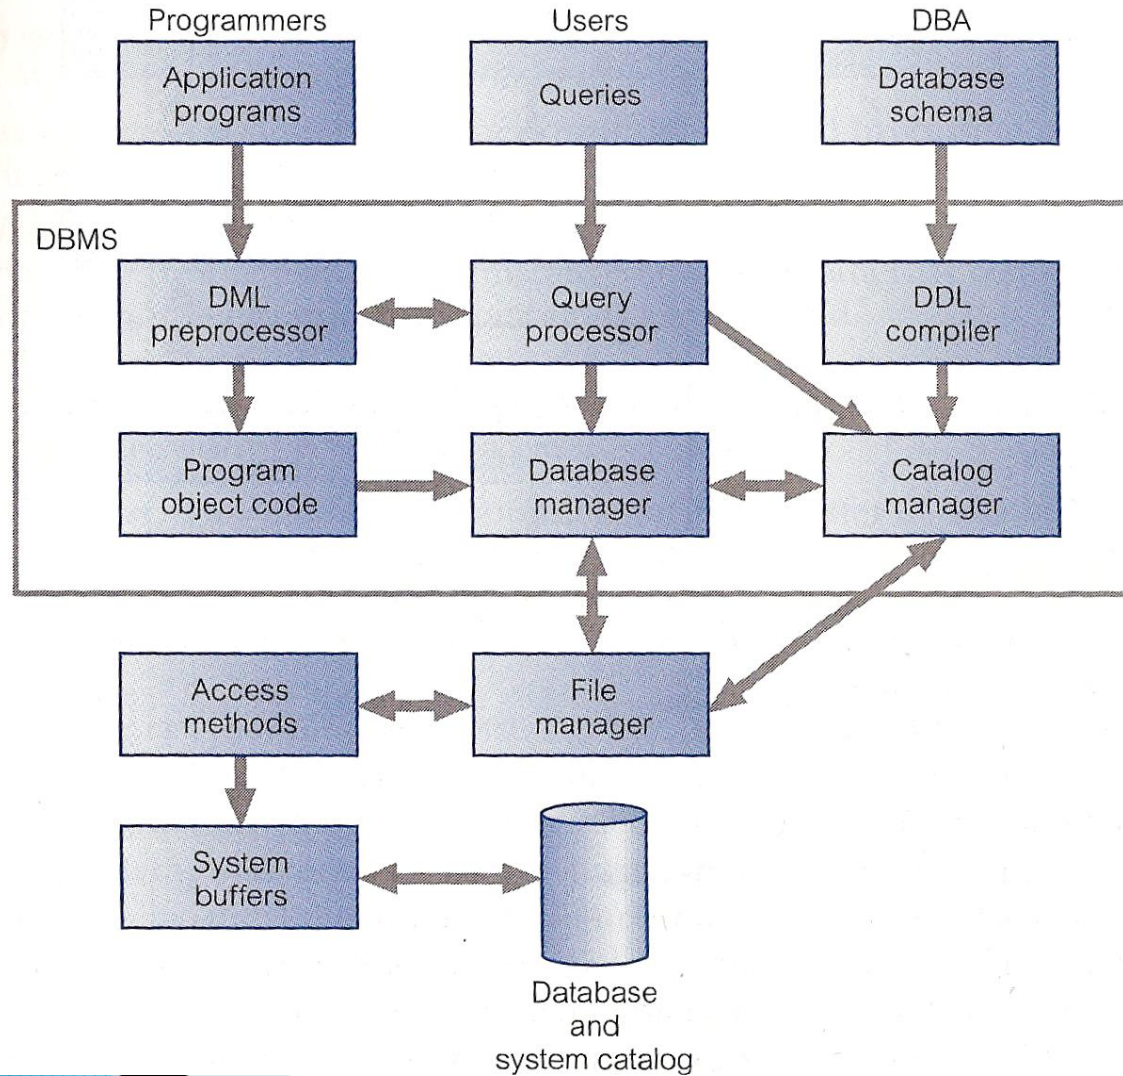 Programmers
Users
DBA
Application
programs
Queries
Database
schema
DBMS
DML
preprocessor
Query
processor
DDL
compiler
Program
object code
Database
manager
Catalog
manager
Access
methods
File
manager
System
buffers
Database
and
system catalog